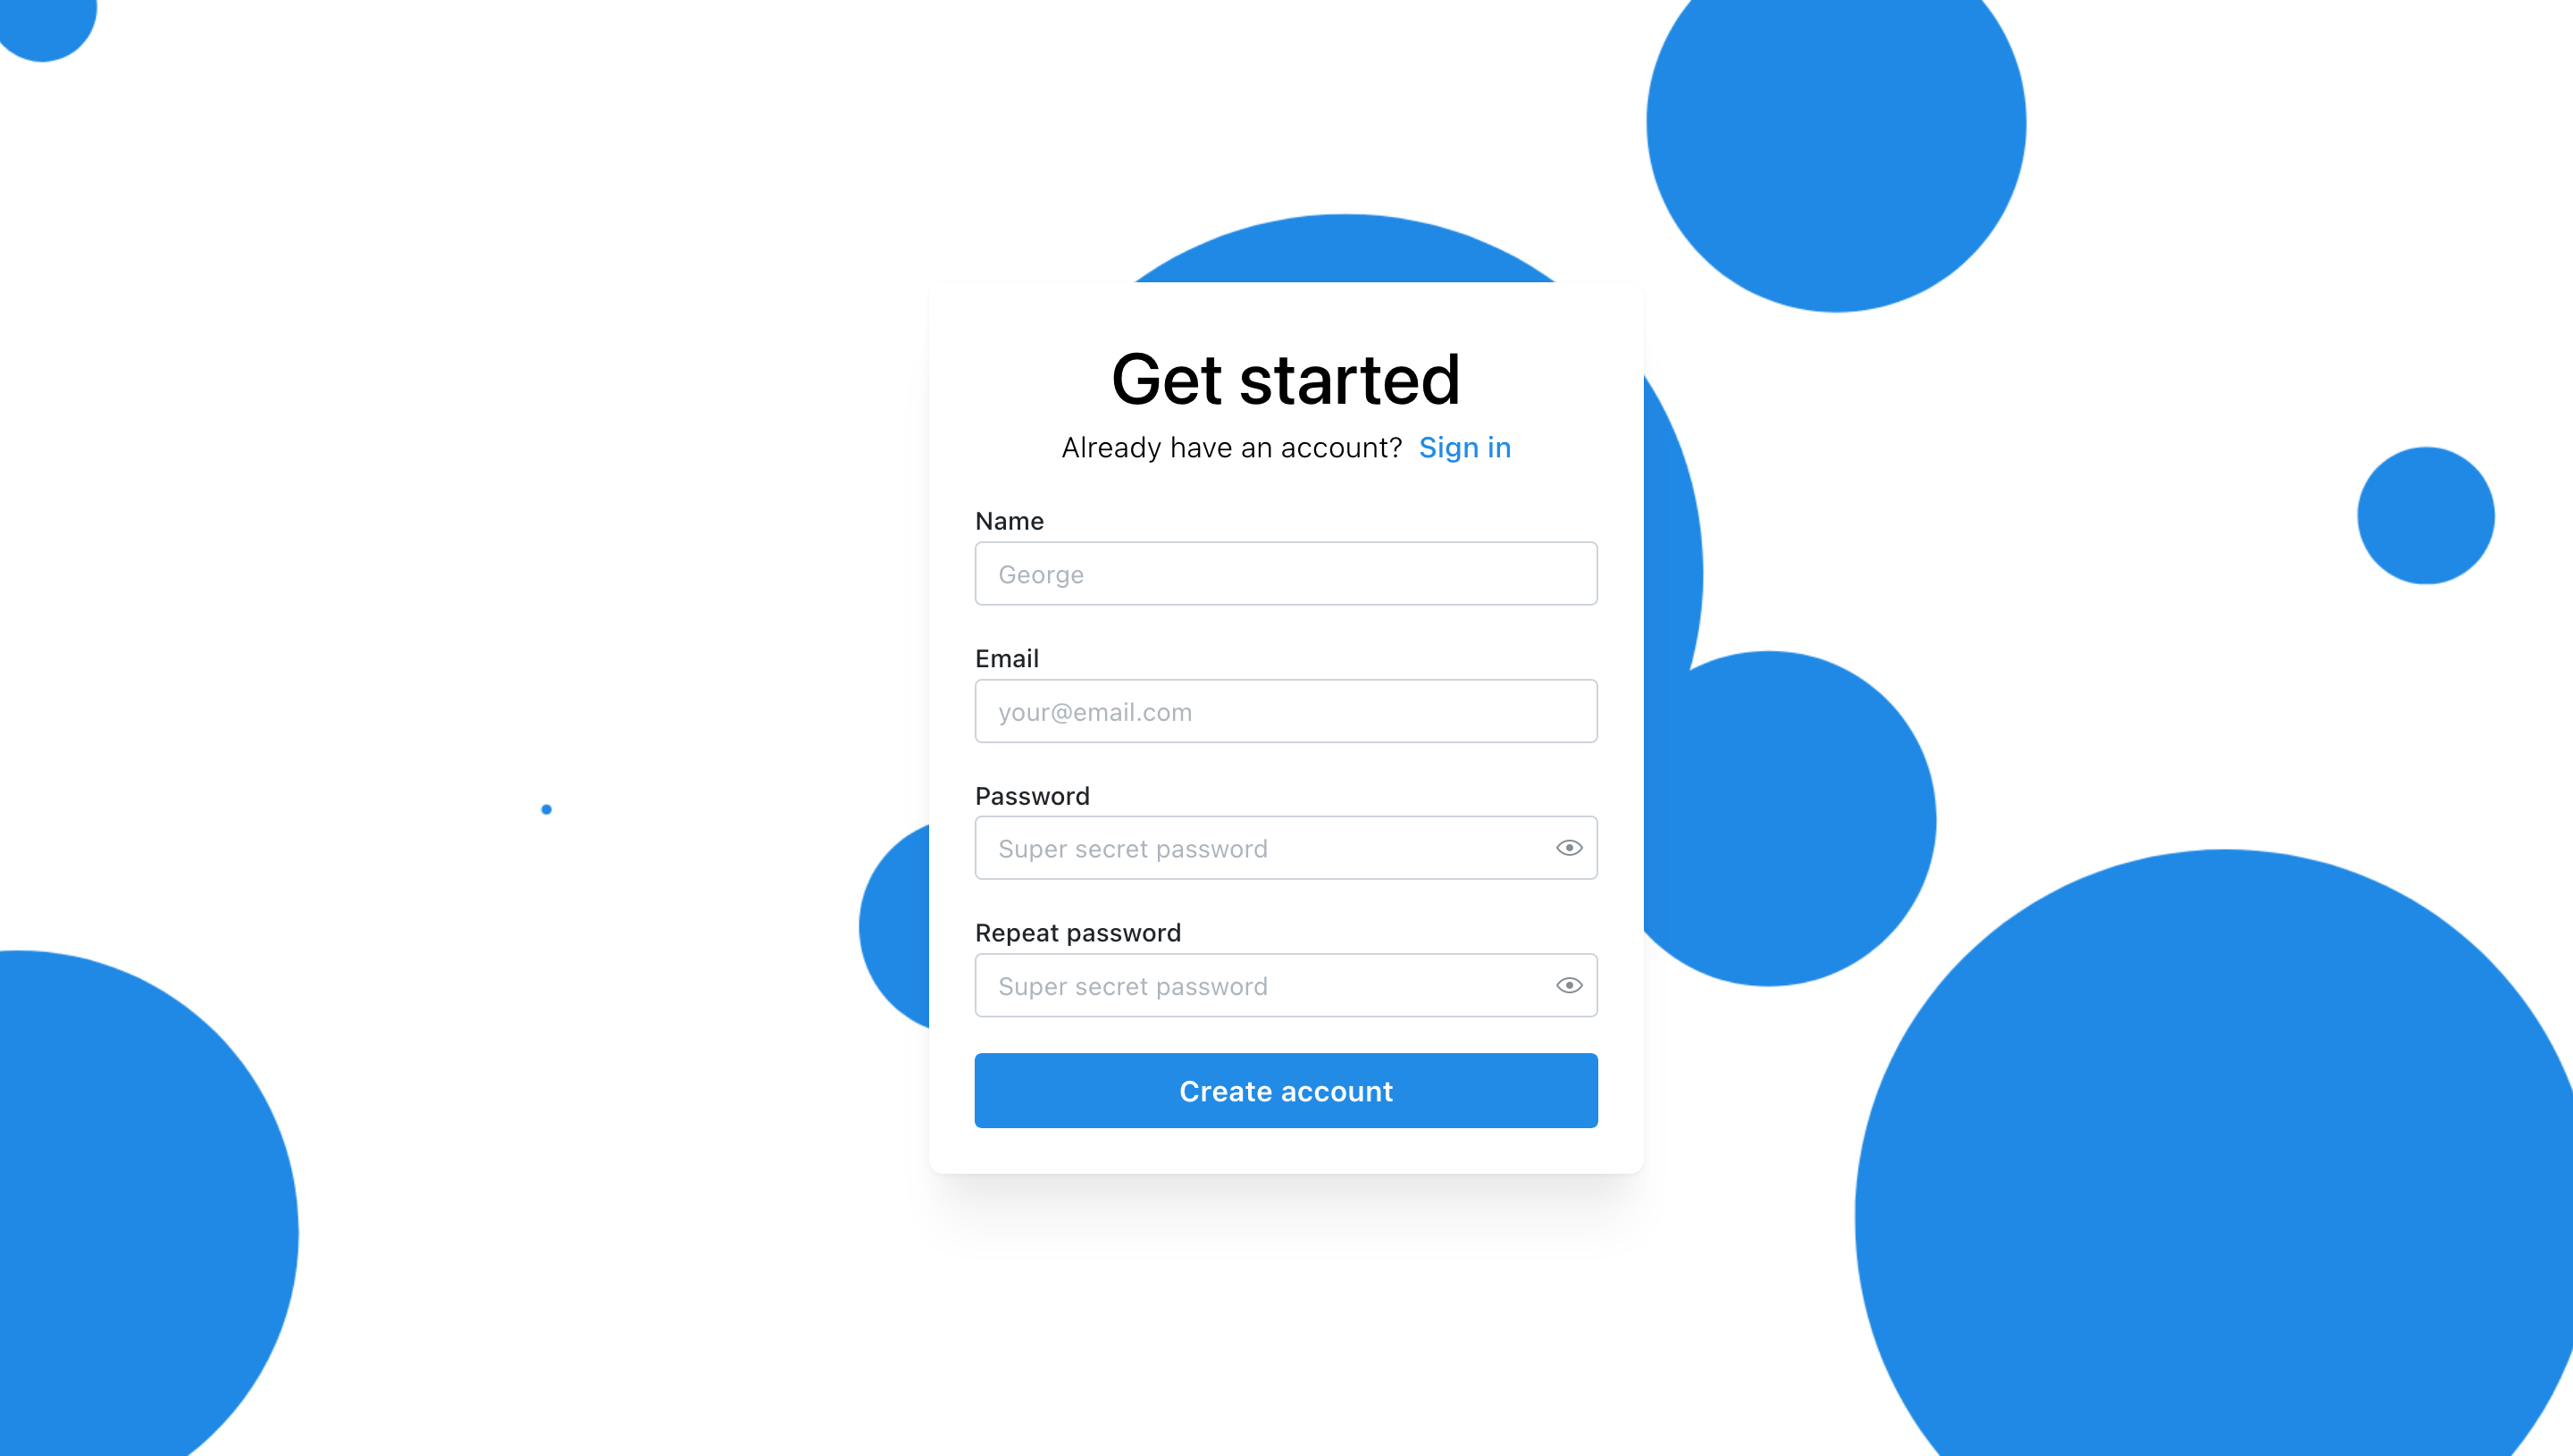 Get started
Already have an account? Sign in
Name
George
Email
your@email.com
Password
Super secret password
Repeat password
Super secret password
Create account